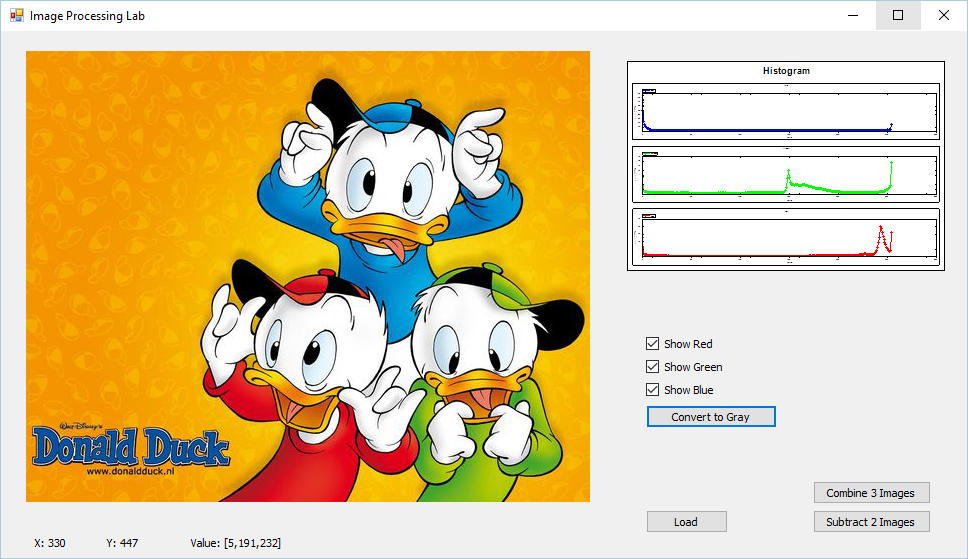 Image Processing Lab
Histogram
Show Red
Show Green
Show Blue
Convert to Gray
Walt Disney's
Donald Duck
www.donaldduck.nl
Combine 3 Images
Load
Subtract 2 Images
X: 330
Y: 447
Value: [5,191,232]